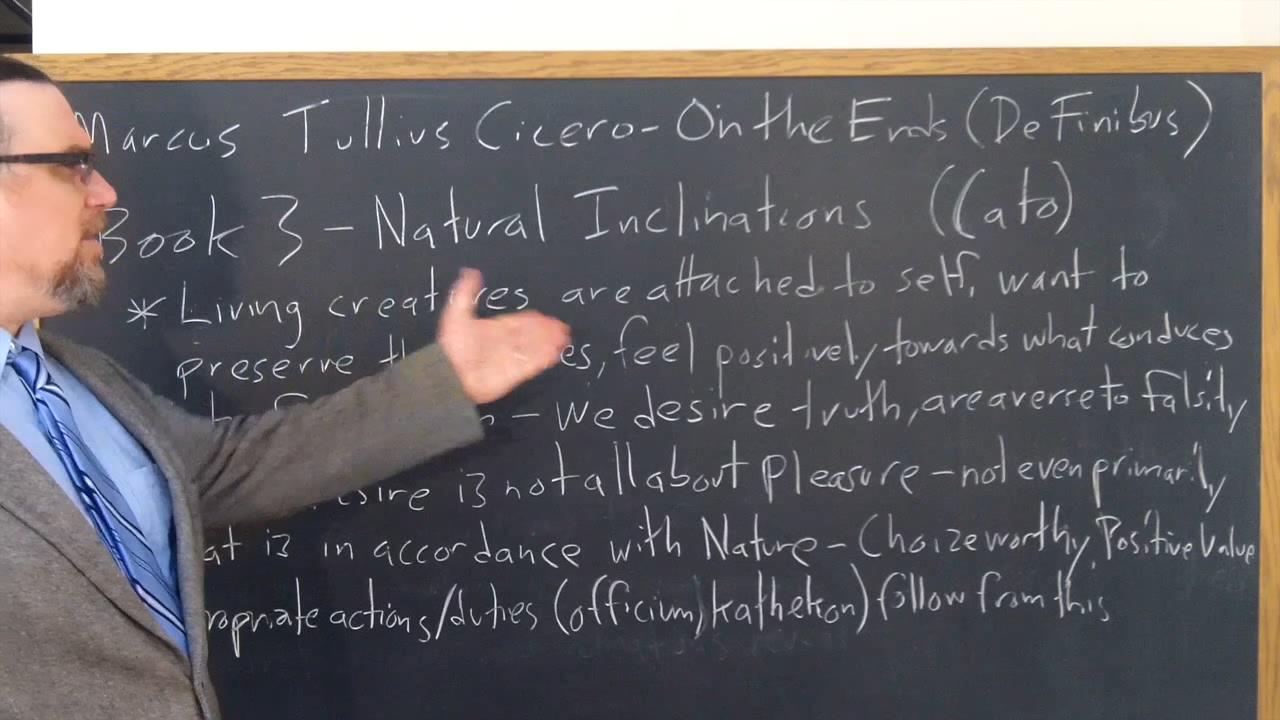 Marcus Tullius Cicero - On the Ends (De Finibus)
Book 3 - Natural Inclinations (Cato)
* Living creatures are attached to self, want to
preserve es, feel positively towards what conduces
- We desire truth, are averse to falsity
sire is not all about pleasure - not even primarily
at is in accordance with Nature - Choiceworthy, Positive Value
ropriate actions/duties (officium, kathekon) follow from this